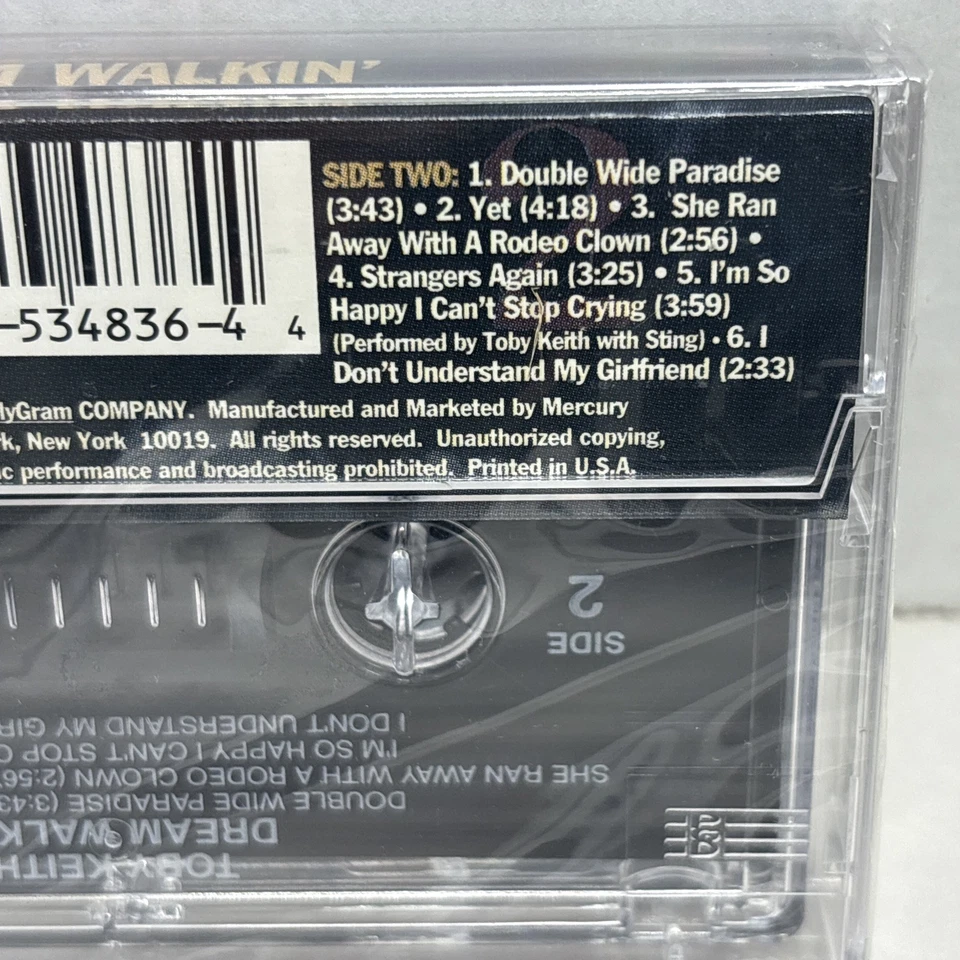 WALKIN'
SIDE TWO: 1. Double Wide Paradise
(3:43) • 2. Yet (4:18) • 3. She Ran
Away With A Rodeo Clown (2:56) •
4. Strangers Again (3:25) • 5. I'm So
Happy I Can't Stop Crying (3:59)
(Performed by Toby Keith with Sting) • 6. I
Don't Understand My Girlfriend (2:33)
-534836-4 4
lyGram COMPANY. Manufactured and Marketed by Mercury
rk, New York 10019. All rights reserved. Unauthorized copying,
ic performance and broadcasting prohibited. Printed in U.S.A.
SIDE
2
TOBY KEITH
DREAM WALK
DOUBLE WIDE PARADISE (3:43
SHE RAN AWAY WITH A RODEO CLOWN (2:56
I'M SO HAPPY I CAN'T STOP C
I DON'T UNDERSTAND MY GIR